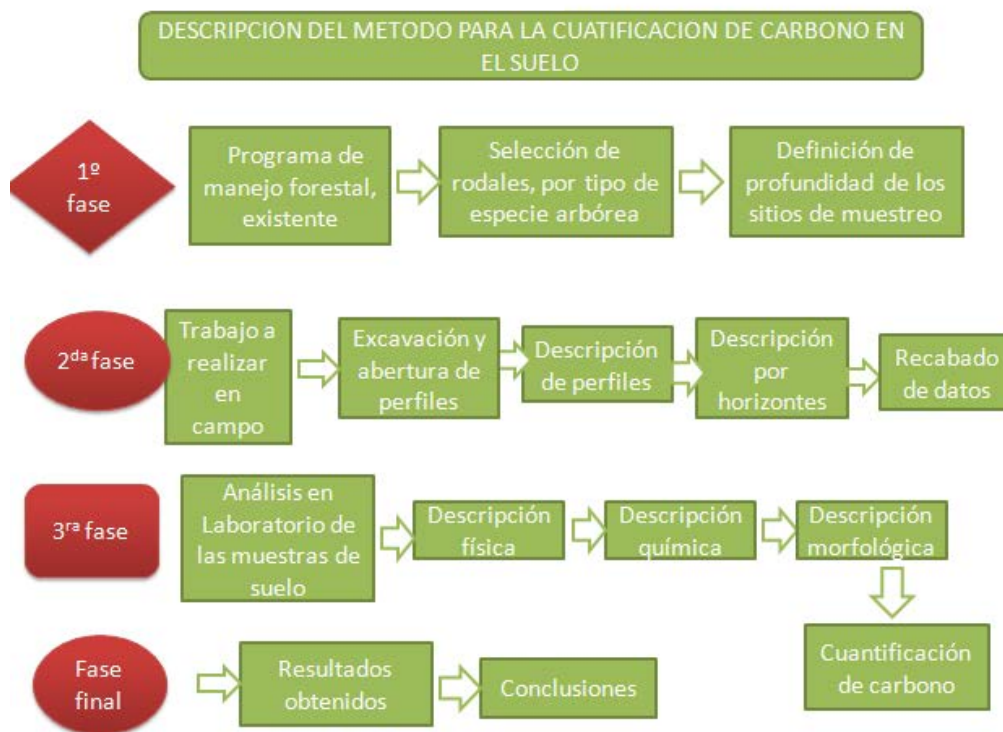 DESCRIPCION DEL METODO PARA LA CUATIFICACION DE CARBONO EN
EL SUELO
1º
fase
Programa de
manejo forestal,
existente
Selección de
rodales, por tipo de
especie arbórea
Definición de
profundidad de los
sitios de muestreo
2da fase
Trabajo a
realizar
en
campo
Excavación y
abertura de
perfiles
Descripción
de perfiles
Descripción
por
horizontes
Recabado
de datos
3ra fase
Análisis en
Laboratorio de
las muestras de
suelo
Descripción
física
Descripción
química
Descripción
morfológica
Cuantificación
de carbono
Fase
final
Resultados
obtenidos
Conclusiones